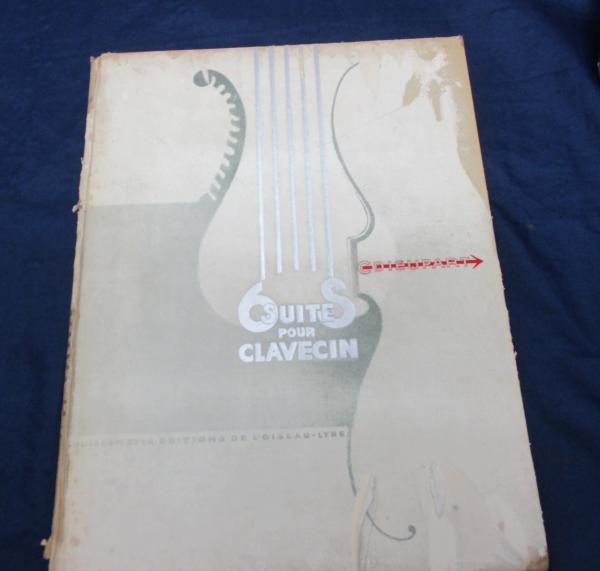 C DIEUPART
6 SUITES
POUR
CLAVECIN
EDITIONS DE L'OISEAU-LYRE